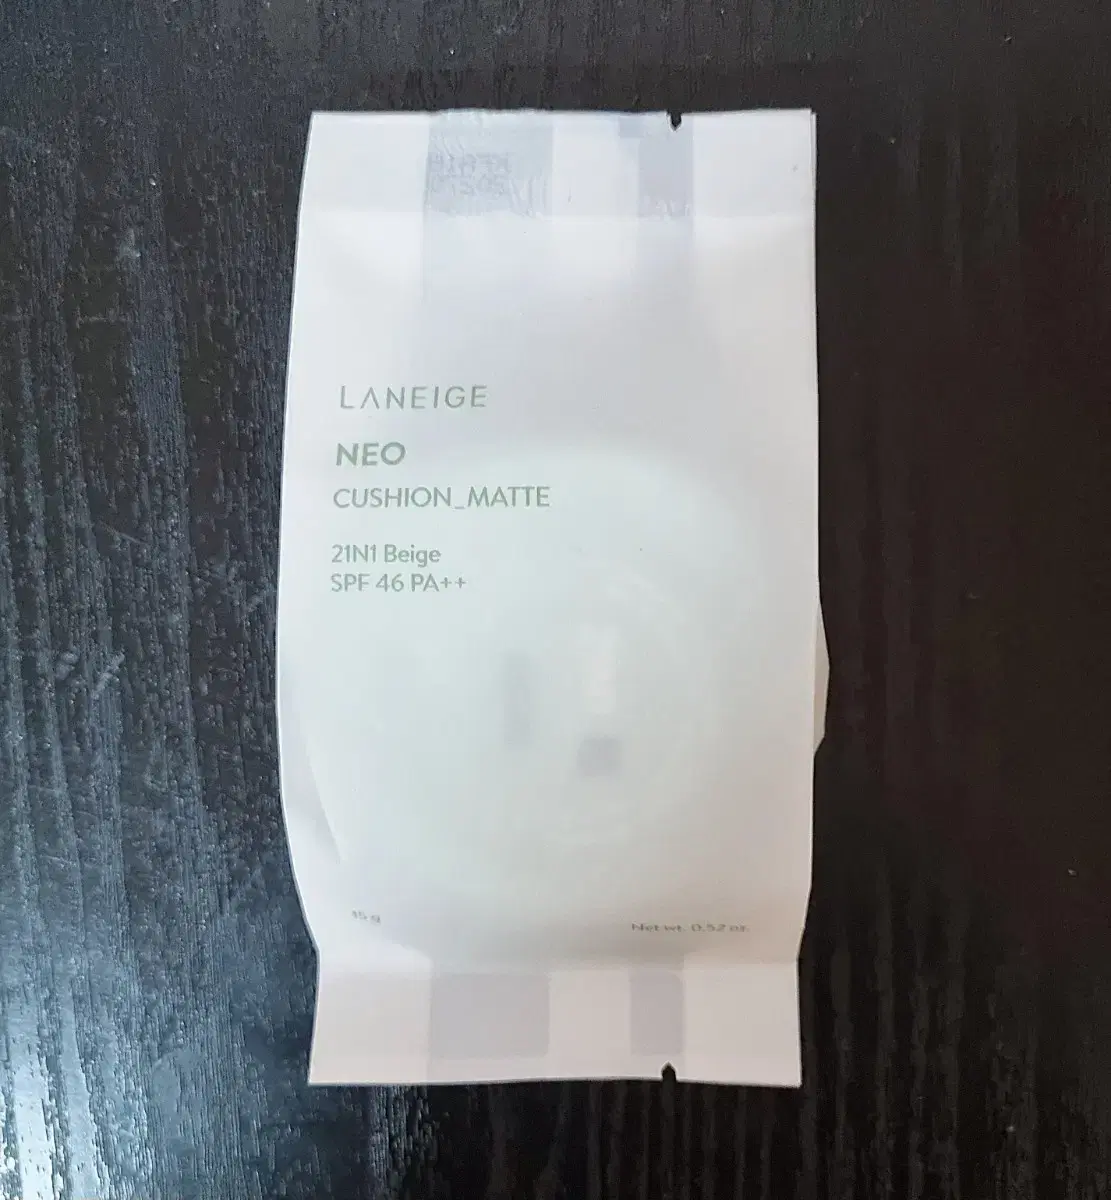 LANEIGE
NEO
CUSHION_MATTE
21N1 Beige
SPF 46 PA++
15 g
Net wt. 0.52 oz.